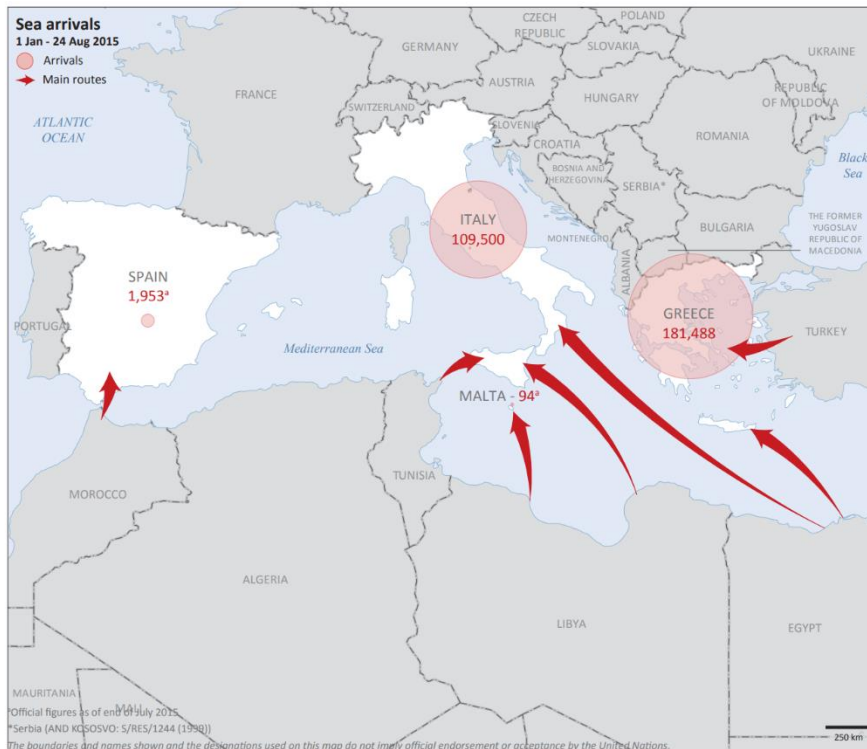 Sea arrivals
1 Jan - 24 Aug 2015
Arrivals
Main routes
ATLANTIC
OCEAN
FRANCE
GERMANY
CZECH
REPUBLIC
POLAND
SLOVAKIA
UKRAINE
AUSTRIA
SWITZERLAND
HUNGARY
REPUBLIC
OF MOLDOVA
SLOVENIA
CROATIA
ROMANIA
BOSNIA AND
HERZEGOVINA
SERBIA*
Black
Sea
ITALY
109,500
MONTENEGRO
BULGARIA
THE FORMER
YUGOSLAV
REPUBLIC OF
MACEDONIA
ALBANIA
SPAIN
1,953ᵃ
PORTUGAL
GREECE
181,488
TURKEY
Mediterranean Sea
MALTA - 94ᵃ
MOROCCO
TUNISIA
ALGERIA
LIBYA
EGYPT
MAURITANIA
MALI
ᵃOfficial figures as of end of July 2015
*Serbia (AND KOSOSVO: S/RES/1244 (1999))
The boundaries and names shown and the designations used on this map do not imply official endorsement or acceptance by the United Nations.
250 km